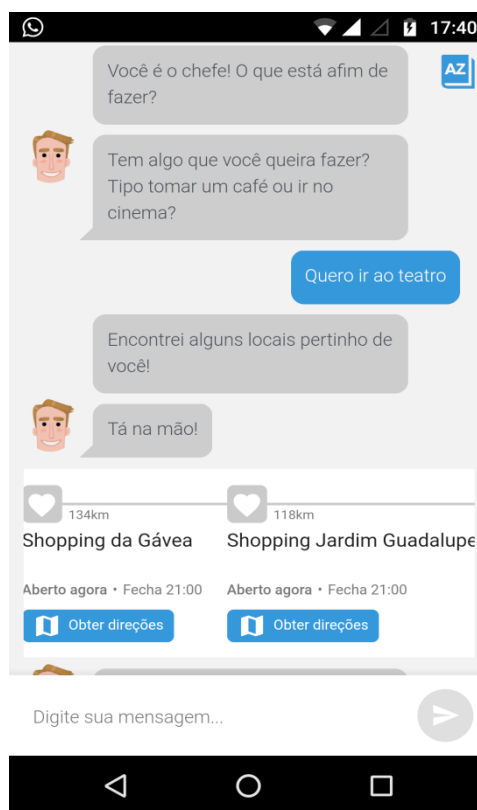 17:40
Você é o chefe! O que está afim de
fazer?
AZ
Tem algo que você queira fazer?
Tipo tomar um café ou ir no
cinema?
Quero ir ao teatro
Encontrei alguns locais pertinho de
você!
Tá na mão!
134km
118km
Shopping da Gávea
Shopping Jardim Guadalupe
Aberto agora • Fecha 21:00
Aberto agora • Fecha 21:00
Obter direções
Obter direções
Digite sua mensagem...